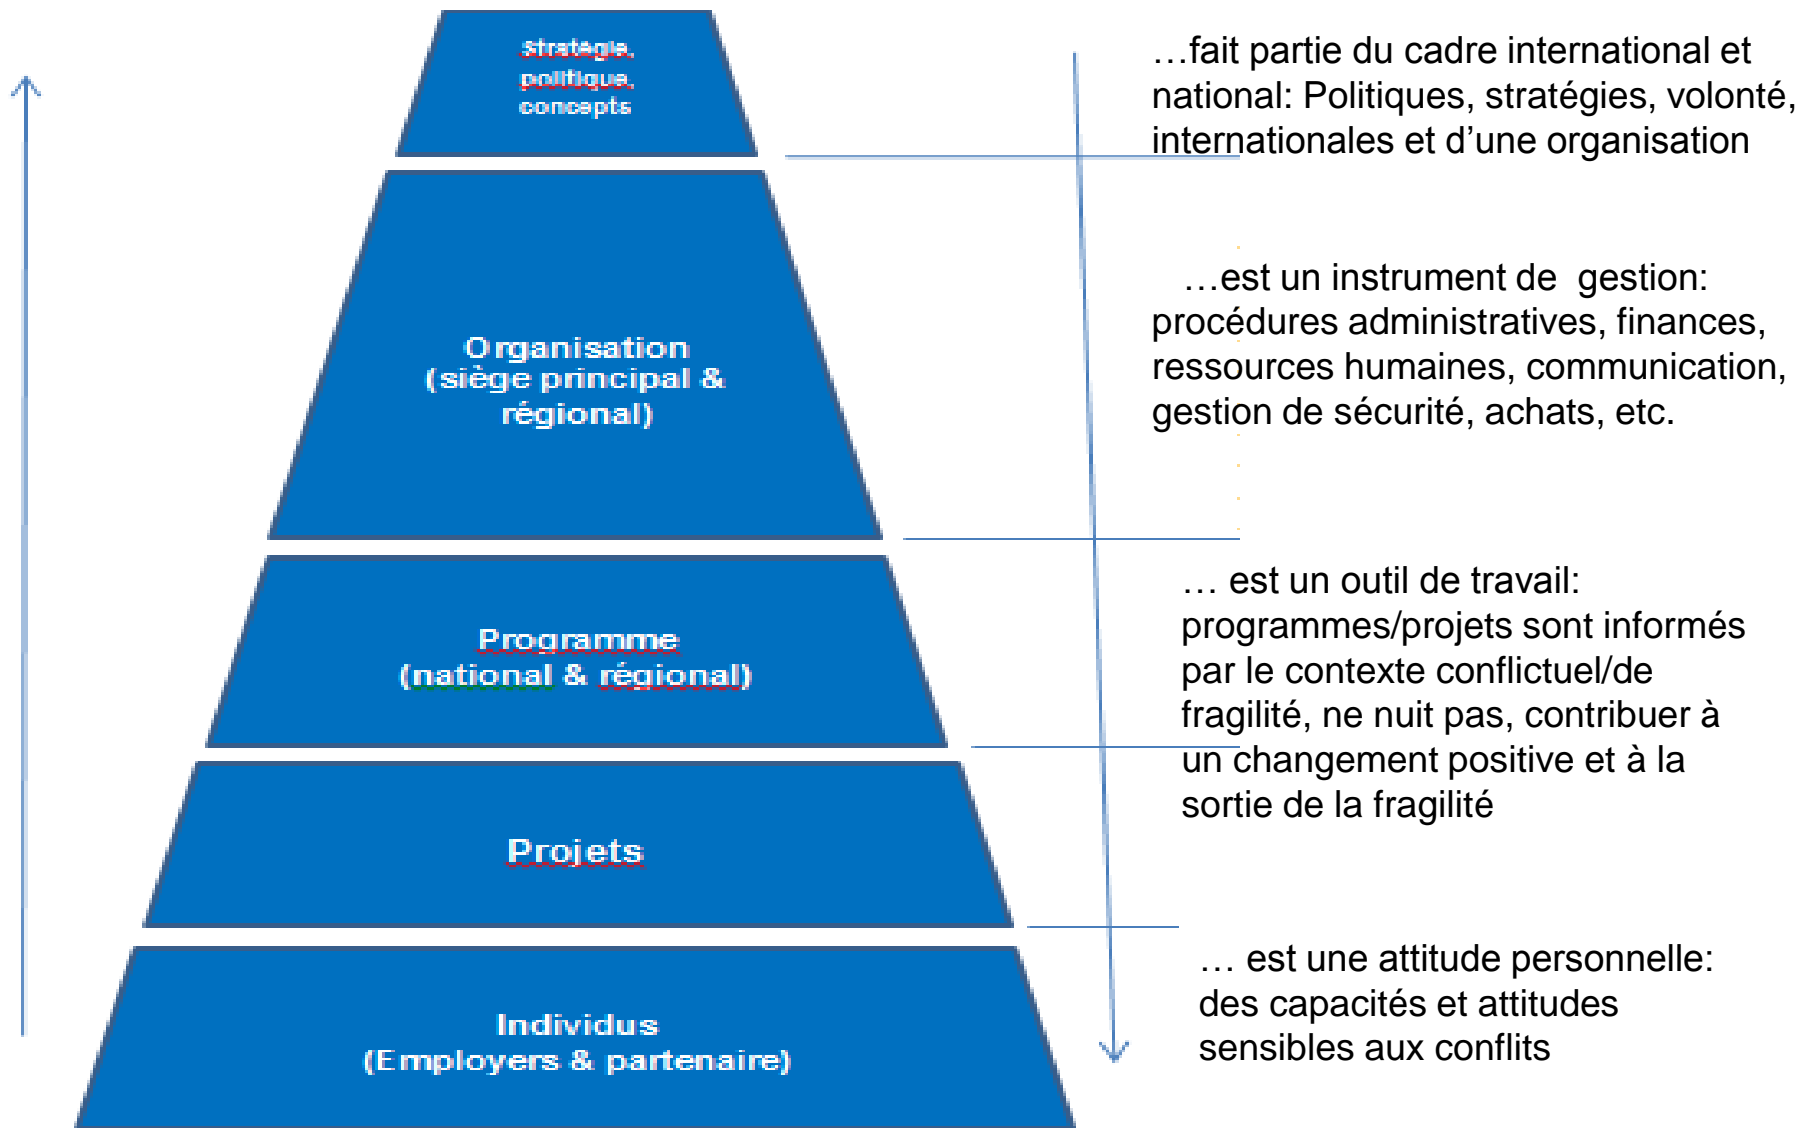 Stratégie,
politique,
concepts
…fait partie du cadre international et
national: Politiques, stratégies, volonté,
internationales et d’une organisation
Organisation
(siège principal &
régional)
…est un instrument de gestion:
procédures administratives, finances,
ressources humaines, communication,
gestion de sécurité, achats, etc.
Programme
(national & régional)
… est un outil de travail:
programmes/projets sont informés
par le contexte conflictuel/de
fragilité, ne nuit pas, contribuer à
un changement positive et à la
sortie de la fragilité
Projets
Individus
(Employers & partenaire)
… est une attitude personnelle:
des capacités et attitudes
sensibles aux conflits